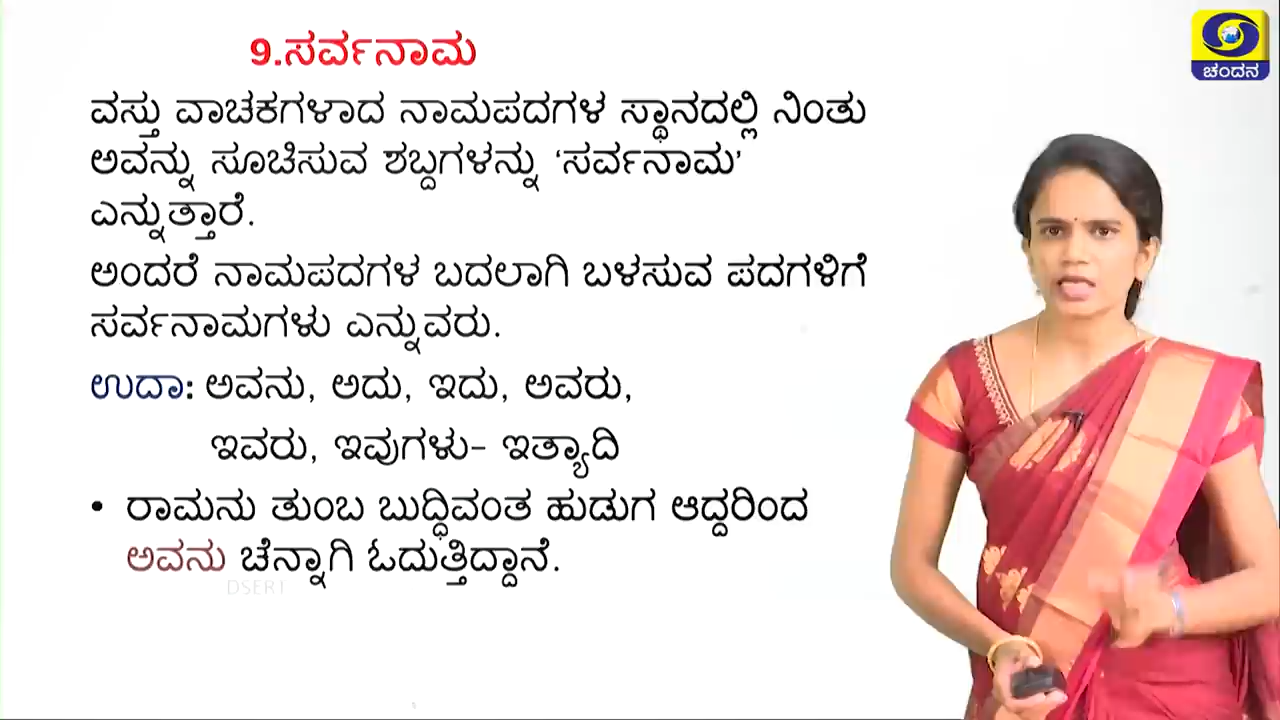 9.ಸರ್ವನಾಮ
ಚಂದನ
ವಸ್ತು ವಾಚಕಗಳಾದ ನಾಮಪದಗಳ ಸ್ಥಾನದಲ್ಲಿ ನಿಂತು
ಅವನ್ನು ಸೂಚಿಸುವ ಶಬ್ದಗಳನ್ನು ‘ಸರ್ವನಾಮ’
ಎನ್ನುತ್ತಾರೆ.
ಅಂದರೆ ನಾಮಪದಗಳ ಬದಲಾಗಿ ಬಳಸುವ ಪದಗಳಿಗೆ
ಸರ್ವನಾಮಗಳು ಎನ್ನುವರು.
ಉದಾ: ಅವನು, ಅದು, ಇದು, ಅವರು,
ಇವರು, ಇವುಗಳು- ಇತ್ಯಾದಿ
• ರಾಮನು ತುಂಬ ಬುದ್ಧಿವಂತ ಹುಡುಗ ಆದ್ದರಿಂದ
ಅವನು ಚೆನ್ನಾಗಿ ಓದುತ್ತಿದ್ದಾನೆ.
DSERT